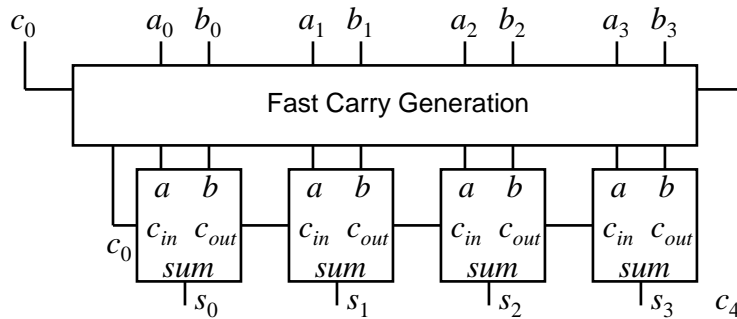 c₀ a₀ b₀ a₁ b₁ a₂ b₂ a₃ b₃
Fast Carry Generation
a b a b a b a b
c₀ cᵢₙ cₒᵤₜ cᵢₙ cₒᵤₜ cᵢₙ cₒᵤₜ cᵢₙ cₒᵤₜ
sum sum sum sum
s₀ s₁ s₂ s₃ c₄